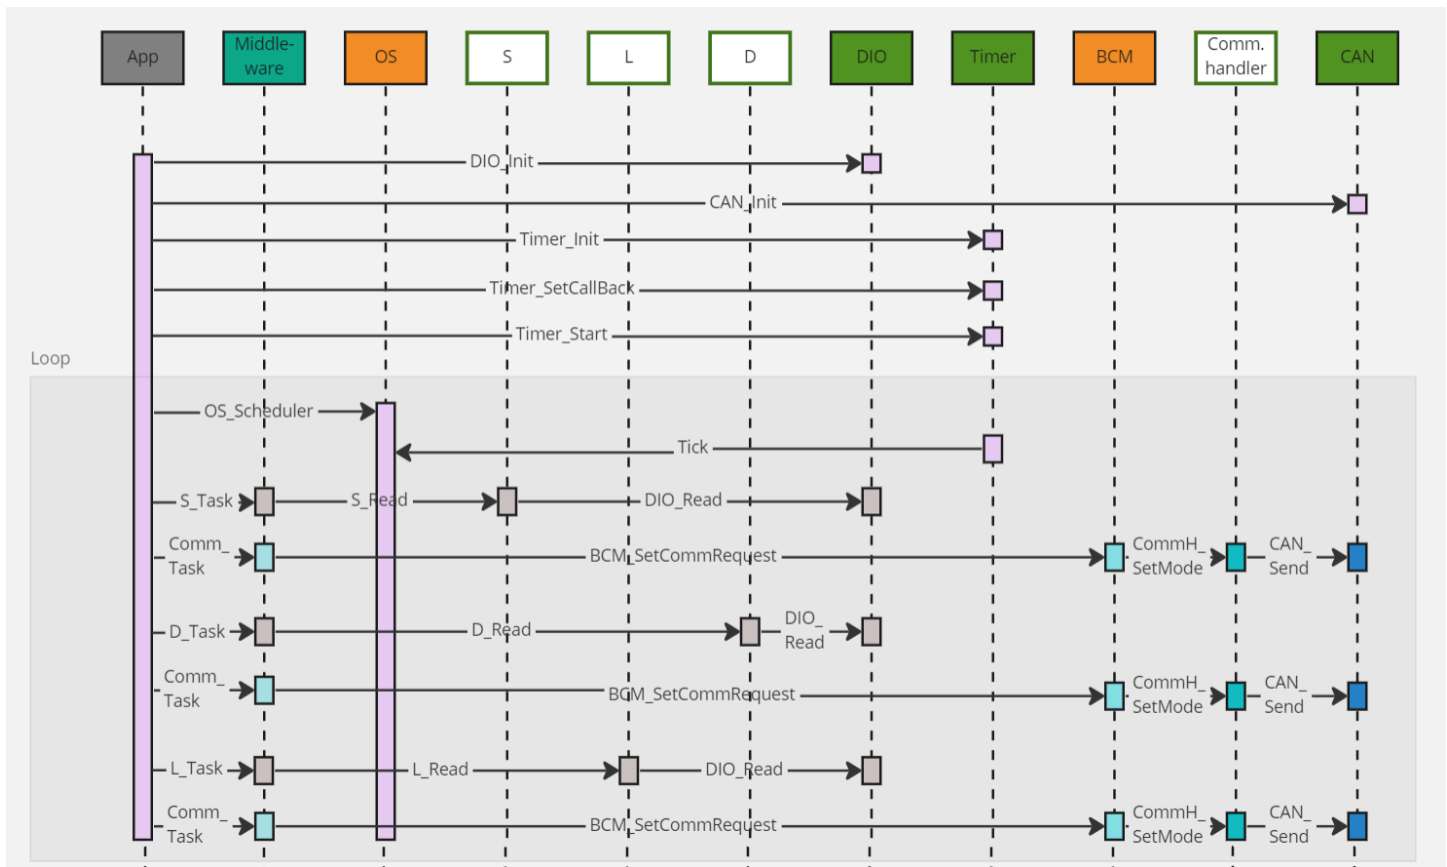 App
Middle-
ware
OS
S
L
D
DIO
Timer
BCM
Comm.
handler
CAN
DIO_Init
CAN_Init
Timer_Init
Timer_SetCallBack
Timer_Start
Loop
OS_Scheduler
Tick
S_Task
S_Read
DIO_Read
Comm_
Task
BCM_SetCommRequest
CommH_
SetMode
CAN_
Send
D_Task
D_Read
DIO_
Read
Comm_
Task
BCM_SetCommRequest
CommH_
SetMode
CAN_
Send
L_Task
L_Read
DIO_Read
Comm_
Task
BCM_SetCommRequest
CommH_
SetMode
CAN_
Send